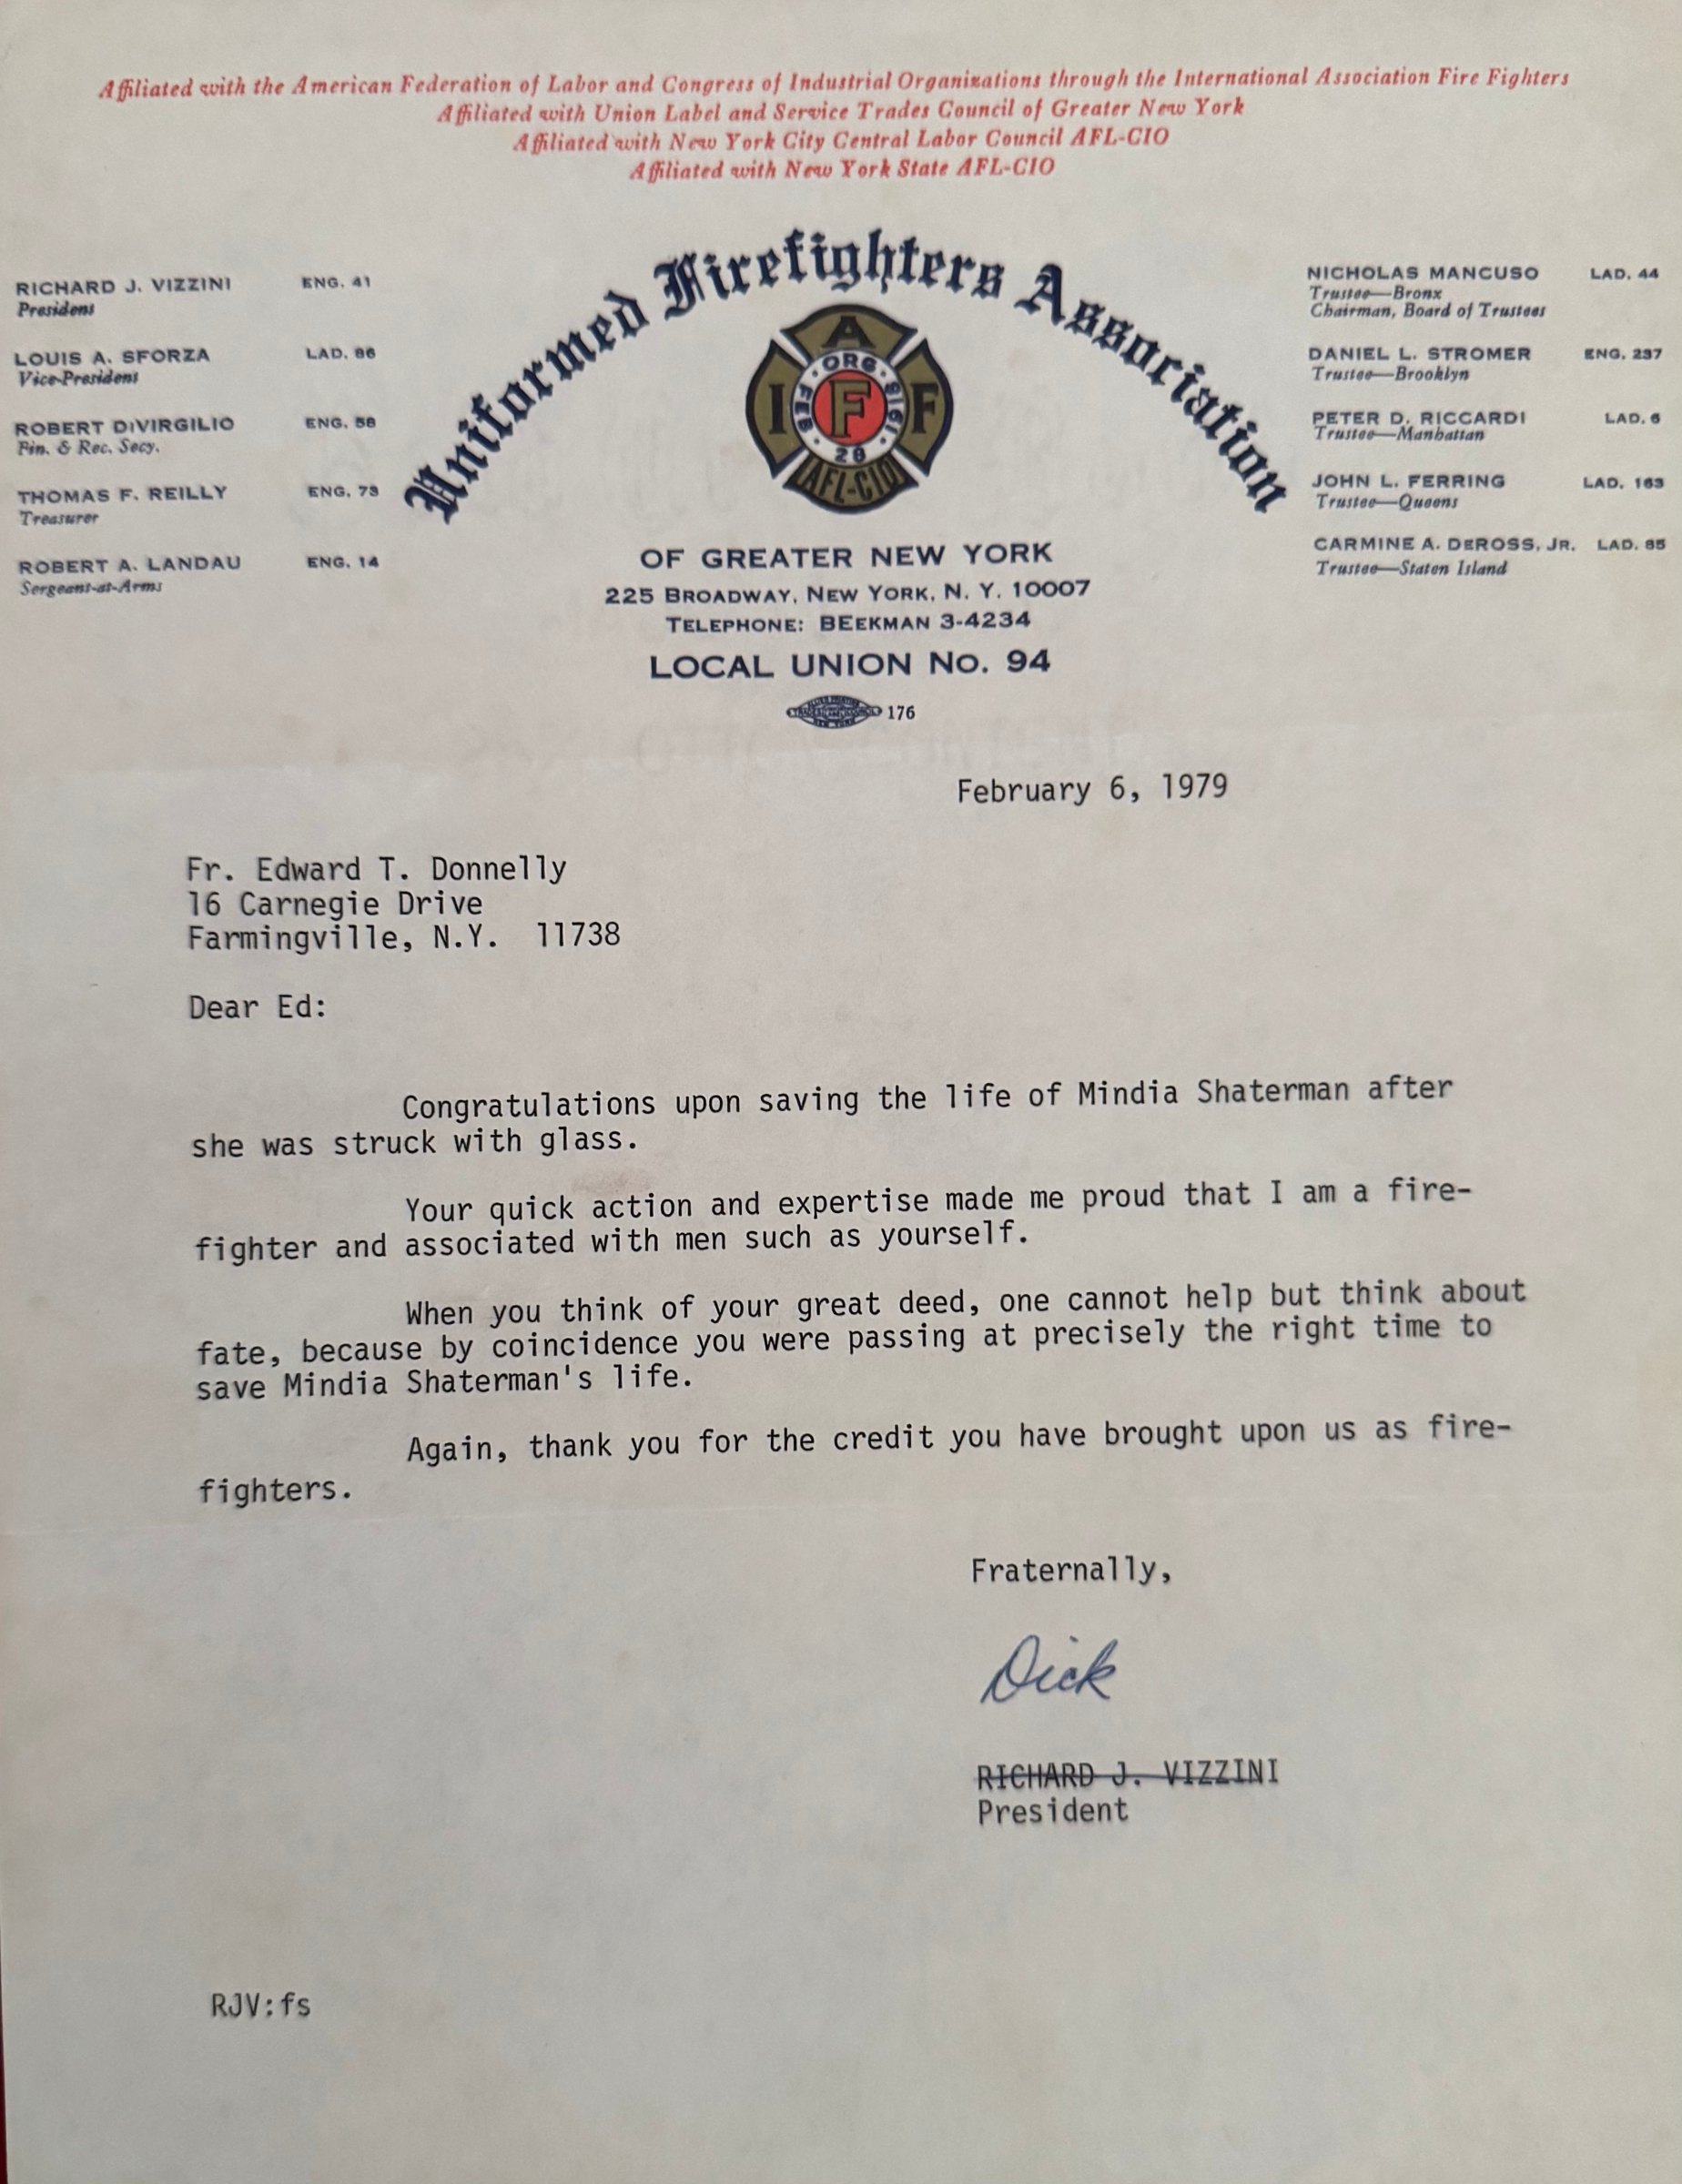 Affiliated with the American Federation of Labor and Congress of Industrial Organizations through the International Association Fire Fighters
Affiliated with Union Label and Service Trades Council of Greater New York
Affiliated with New York City Central Labor Council AFL-CIO
Affiliated with New York State AFL-CIO
Uniformed Firefighters Association
RICHARD J. VIZZINI ENG. 41
President
LOUIS A. SFORZA LAD. 86
Vice-President
ROBERT DiVIRGILIO ENG. 58
Fin. & Rec. Secy.
THOMAS F. REILLY ENG. 73
Treasurer
ROBERT A. LANDAU ENG. 14
Sergeant-at-Arms
I A F F
ORG. FEB. 28 1918
F
AFL-CIO
NICHOLAS MANCUSO LAD. 44
Trustee—Bronx
Chairman, Board of Trustees
DANIEL L. STROMER ENG. 237
Trustee—Brooklyn
PETER D. RICCARDI LAD. 6
Trustee—Manhattan
JOHN L. FERRING LAD. 163
Trustee—Queens
CARMINE A. DeROSS, JR. LAD. 85
Trustee—Staten Island
OF GREATER NEW YORK
225 BROADWAY, NEW YORK, N. Y. 10007
TELEPHONE: BEEKMAN 3-4234
LOCAL UNION No. 94
176
February 6, 1979
Fr. Edward T. Donnelly
16 Carnegie Drive
Farmingville, N.Y. 11738
Dear Ed:
Congratulations upon saving the life of Mindia Shaterman after
she was struck with glass.
Your quick action and expertise made me proud that I am a fire-
fighter and associated with men such as yourself.
When you think of your great deed, one cannot help but think about
fate, because by coincidence you were passing at precisely the right time to
save Mindia Shaterman's life.
Again, thank you for the credit you have brought upon us as fire-
fighters.
Fraternally,
Dick
RICHARD J. VIZZINI
President
RJV:fs